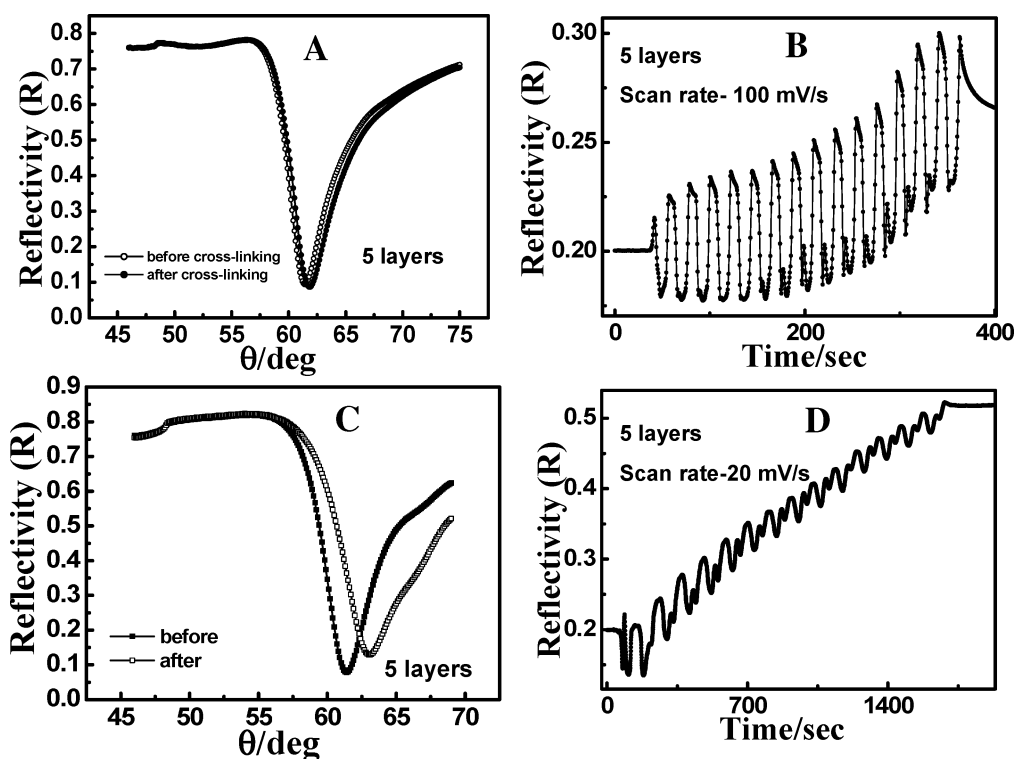 A
Reflectivity (R)
0.8
0.7
0.6
0.5
0.4
0.3
0.2
0.1
0.0
before cross-linking
after cross-linking
5 layers
45 50 55 60 65 70 75
θ/deg
B
5 layers
Scan rate- 100 mV/s
Reflectivity (R)
0.30
0.25
0.20
0 200 400
Time/sec
C
Reflectivity (R)
0.9
0.8
0.7
0.6
0.5
0.4
0.3
0.2
0.1
0.0
before
after
5 layers
45 50 55 60 65 70
θ/deg
D
5 layers
Scan rate-20 mV/s
Reflectivity (R)
0.5
0.4
0.3
0.2
0 700 1400
Time/sec